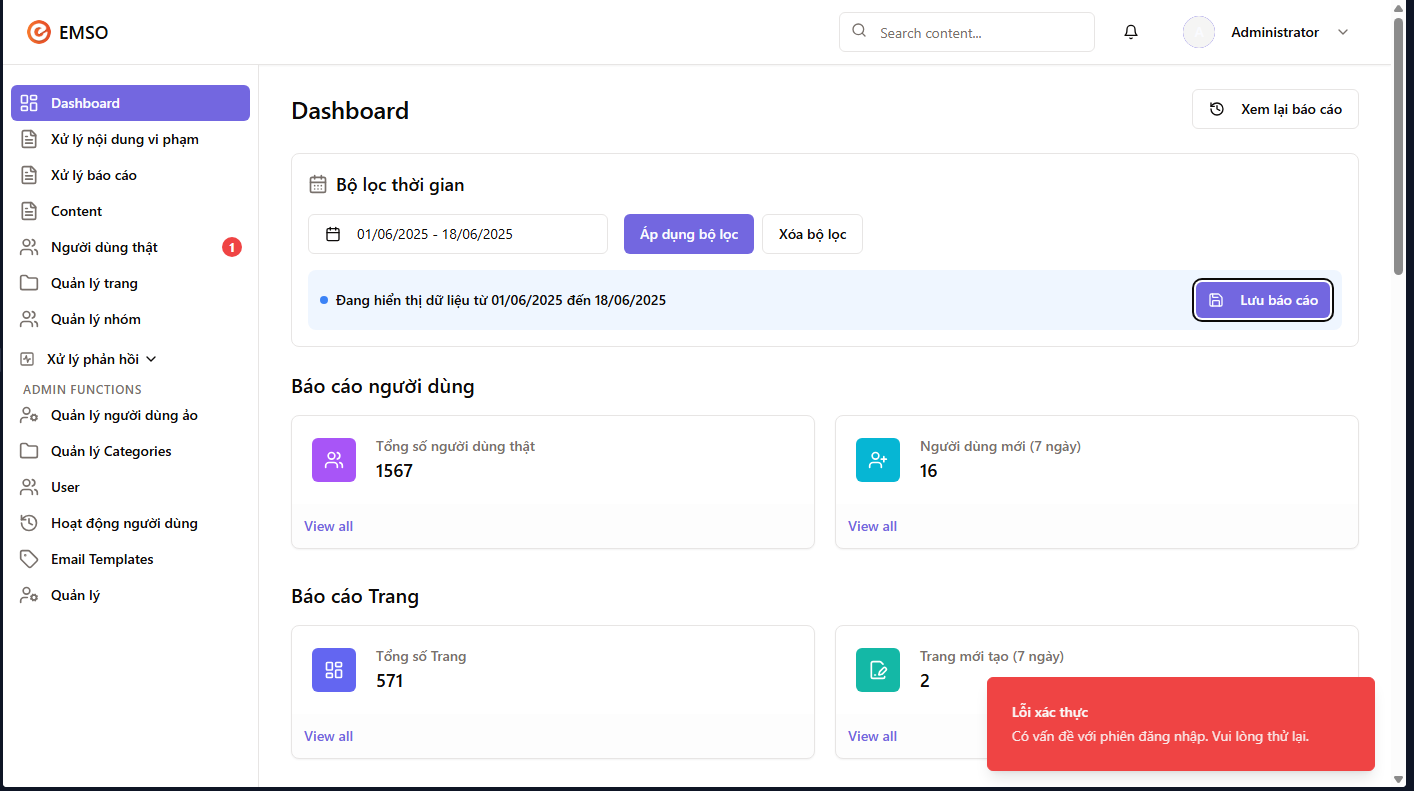 EMSO
Search content...
Administrator
Dashboard
Xử lý nội dung vi phạm
Xử lý báo cáo
Content
Người dùng thật
1
Quản lý trang
Quản lý nhóm
Xử lý phản hồi
ADMIN FUNCTIONS
Quản lý người dùng ảo
Quản lý Categories
User
Hoạt động người dùng
Email Templates
Quản lý
Dashboard
Xem lại báo cáo
Bộ lọc thời gian
01/06/2025 - 18/06/2025
Áp dụng bộ lọc
Xóa bộ lọc
Đang hiển thị dữ liệu từ 01/06/2025 đến 18/06/2025
Lưu báo cáo
Báo cáo người dùng
Tổng số người dùng thật
1567
View all
Người dùng mới (7 ngày)
16
View all
Báo cáo Trang
Tổng số Trang
571
View all
Trang mới tạo (7 ngày)
2
View all
Lỗi xác thực
Có vấn đề với phiên đăng nhập. Vui lòng thử lại.